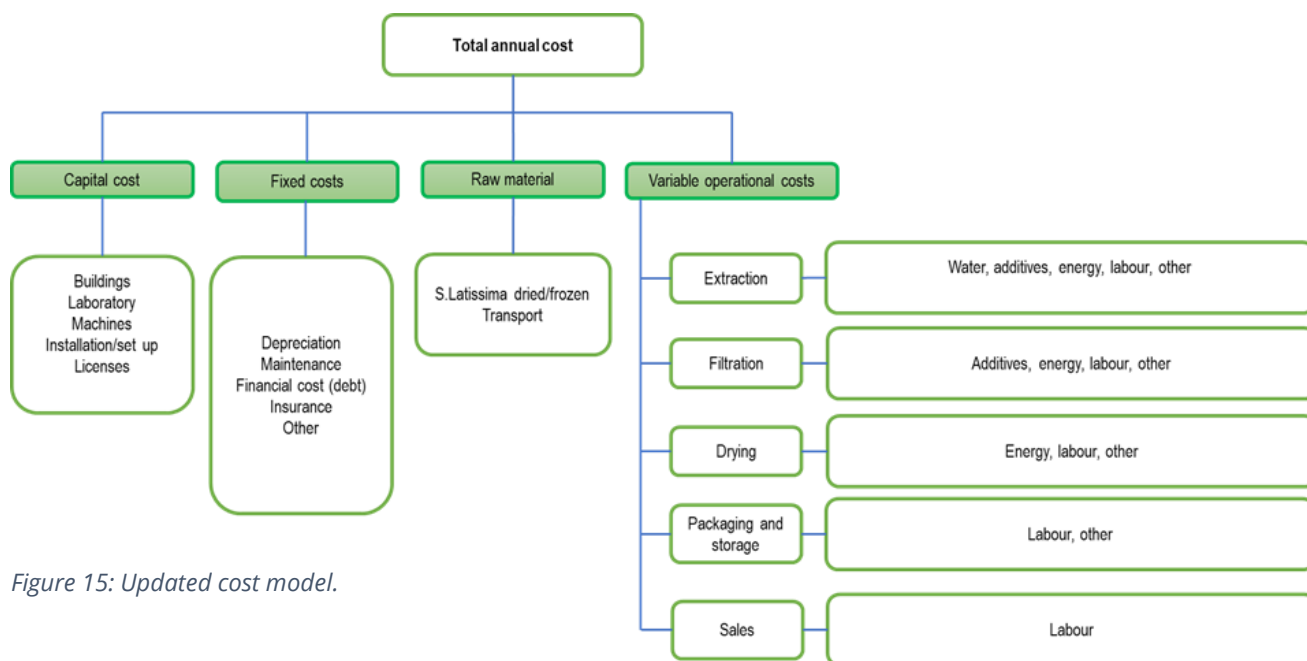 Total annual cost
Capital cost
Fixed costs
Raw material
Variable operational costs
Buildings
Laboratory
Machines
Installation/set up
Licenses
Depreciation
Maintenance
Financial cost (debt)
Insurance
Other
S.Latissima dried/frozen
Transport
Extraction
Water, additives, energy, labour, other
Filtration
Additives, energy, labour, other
Drying
Energy, labour, other
Packaging and
storage
Labour, other
Sales
Labour
Figure 15: Updated cost model.